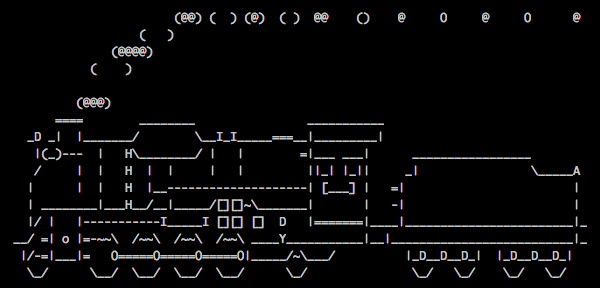 (@@) (  ) (@)  ( )  @@    ()    @     O     @     O      @
                    (   )
                (@@@@)
             (    )

           (@@@)
        ====        ________                ___________
    _D _|  |_______/        \__I_I_____===__|_________|
     |(_)---  |   H\________/ |   |        =|___ ___|      _________________
     /     |  |   H  |  |     |   |         ||_| |_||     _|                \_____A
    |      |  |   H  |__--------------------| [___] |   =|                        |
    | ________|___H__/__|_____/[][]~\_______|       |   -|                        |
    |/ |   |-----------I_____I [][] []  D   |=======|____|________________________|_
  __/ =| o |=-~~\  /~~\  /~~\  /~~\ ____Y___________|__|__________________________|_
   |/-=|___|=    O=====O=====O=====O|_____/~\___/          |_D__D__D_|  |_D__D__D_|
    \_/      \__/  \__/  \__/  \__/      \_/               \_/   \_/    \_/   \_/